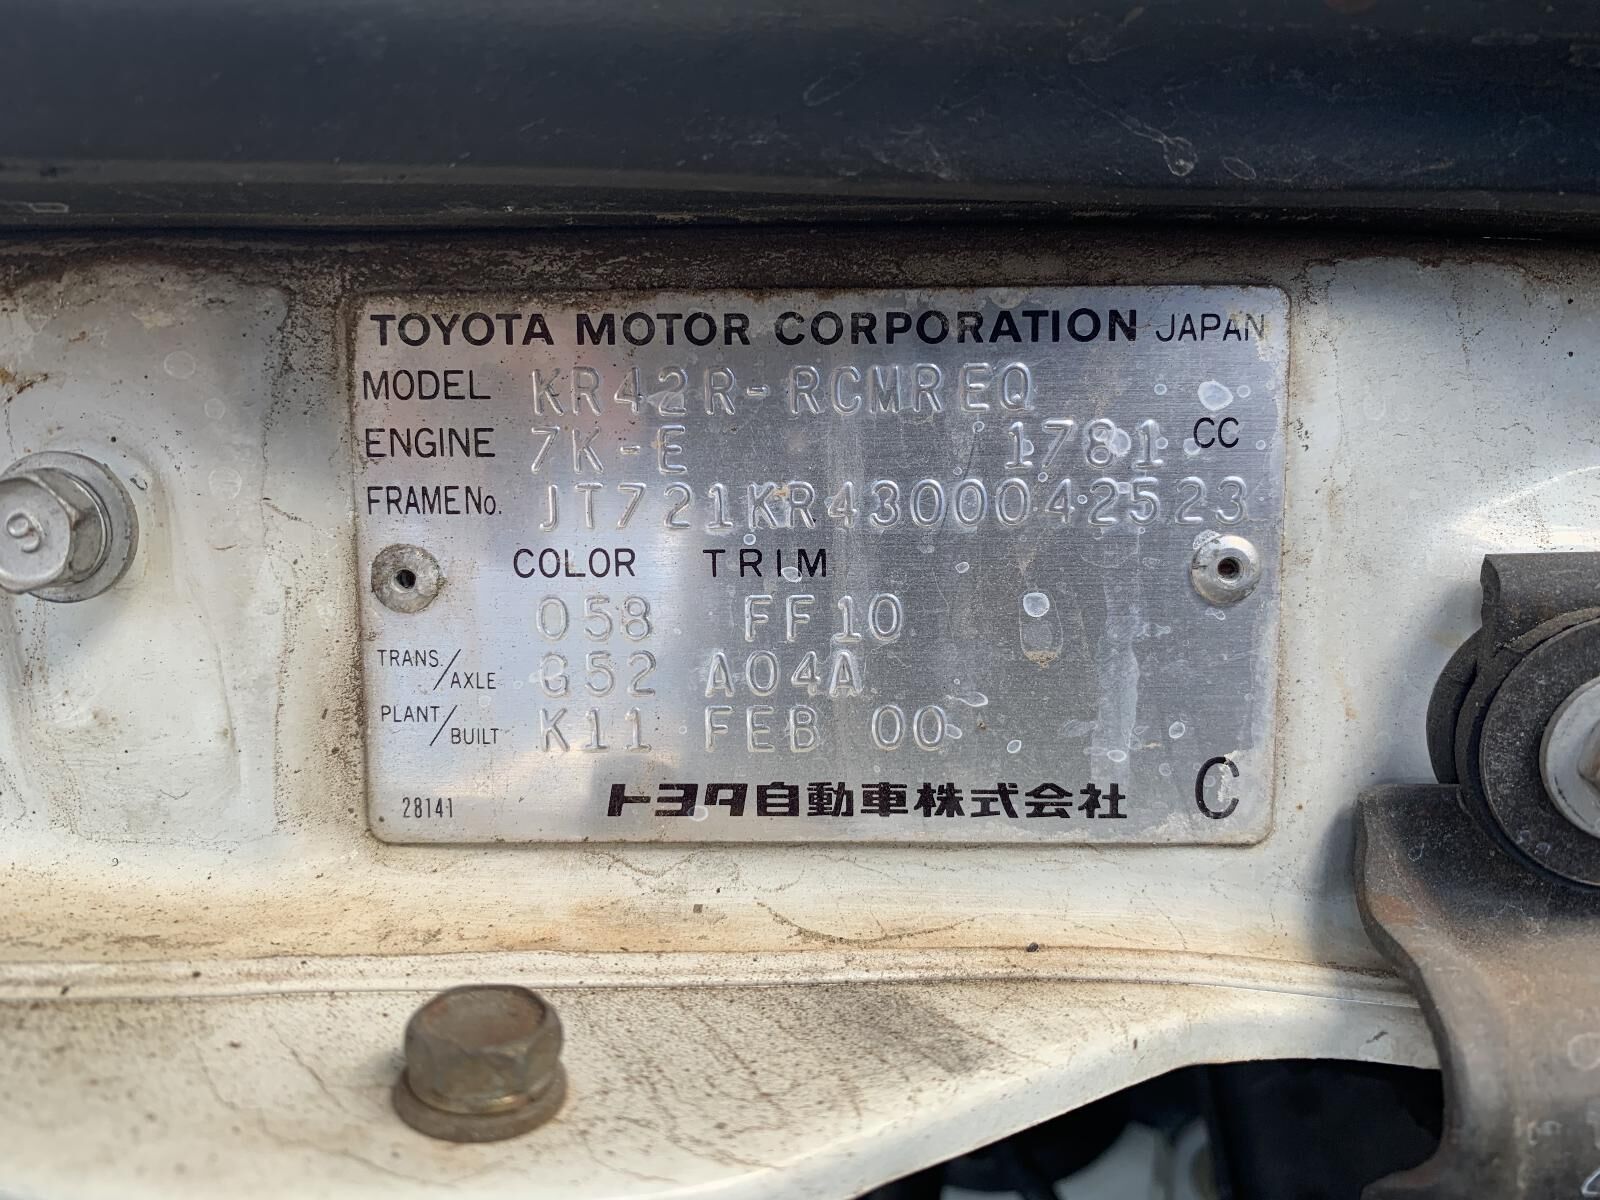 TOYOTA MOTOR CORPORATION JAPAN
MODEL KR42R-RCMREQ
ENGINE 7K-E 1781 CC
FRAME No. JT721KR4300042523
COLOR TRIM
058 FF10
TRANS./AXLE G52 A04A
PLANT/BUILT K11 FEB 00
28141 トヨタ自動車株式会社 C